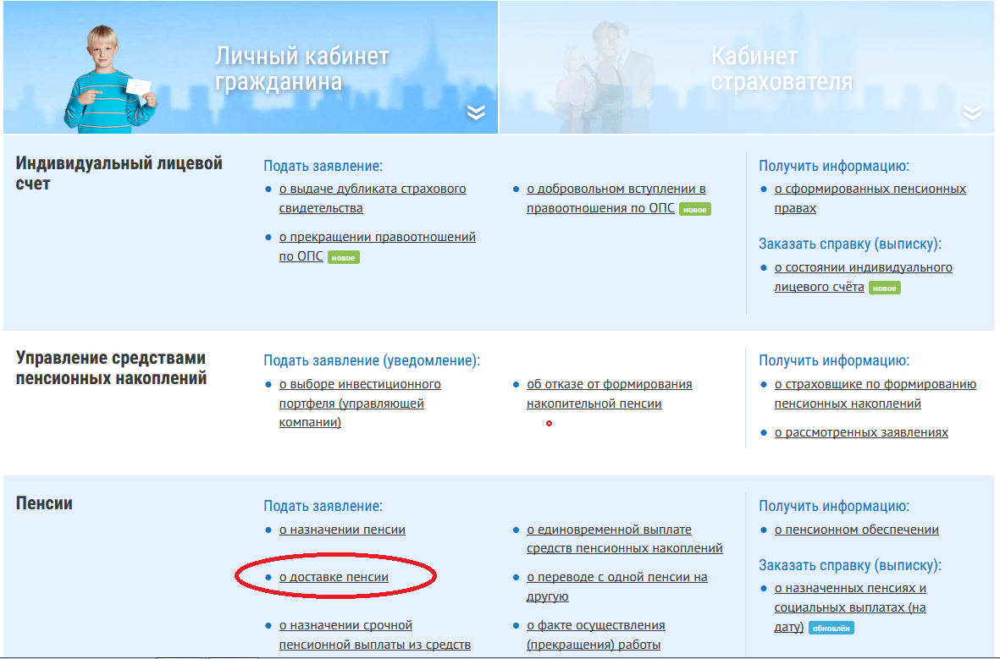 Личный кабинет
гражданина
Кабинет
страхователя
Индивидуальный лицевой
счет
Подать заявление:
о выдаче дубликата страхового
свидетельства
о прекращении правоотношений
по ОПС новое
о добровольном вступлении в
правоотношения по ОПС новое
Получить информацию:
о сформированных пенсионных
правах
Заказать справку (выписку):
о состоянии индивидуального
лицевого счёта новое
Управление средствами
пенсионных накоплений
Подать заявление (уведомление):
о выборе инвестиционного
портфеля (управляющей
компании)
об отказе от формирования
накопительной пенсии
Получить информацию:
о страховщике по формированию
пенсионных накоплений
о рассмотренных заявлениях
Пенсии
Подать заявление:
о назначении пенсии
о доставке пенсии
о назначении срочной
пенсионной выплаты из средств
о единовременной выплате
средств пенсионных накоплений
о переводе с одной пенсии на
другую
о факте осуществления
(прекращения) работы
Получить информацию:
о пенсионном обеспечении
Заказать справку (выписку):
о назначенных пенсиях и
социальных выплатах (на
дату) обновлён